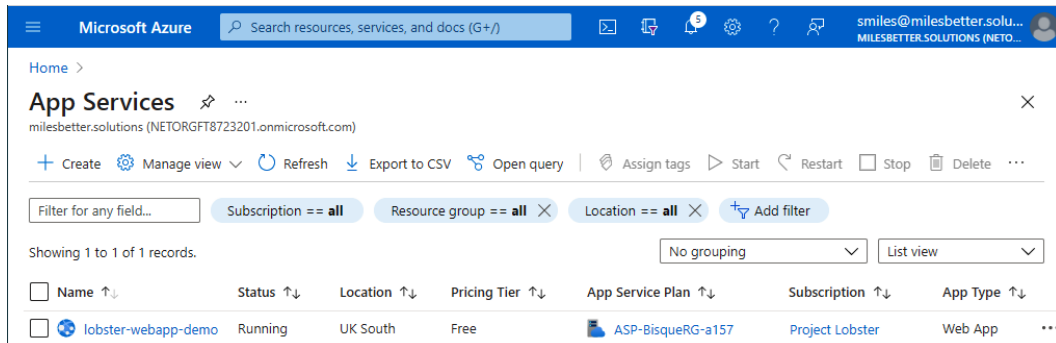 Microsoft Azure
Search resources, services, and docs (G+/)
5
smiles@milesbetter.solu...
MILESBETTER.SOLUTIONS (NETO...
Home >
App Services ...
milesbetter.solutions (NETORGFT8723201.onmicrosoft.com)
+ Create Manage view Refresh Export to CSV Open query Assign tags Start Restart Stop Delete ...
Filter for any field... Subscription == all Resource group == all Location == all Add filter
Showing 1 to 1 of 1 records. No grouping List view
Name ↑↓ Status ↑↓ Location ↑↓ Pricing Tier ↑↓ App Service Plan ↑↓ Subscription ↑↓ App Type ↑↓
lobster-webapp-demo Running UK South Free ASP-BisqueRG-a157 Project Lobster Web App ...